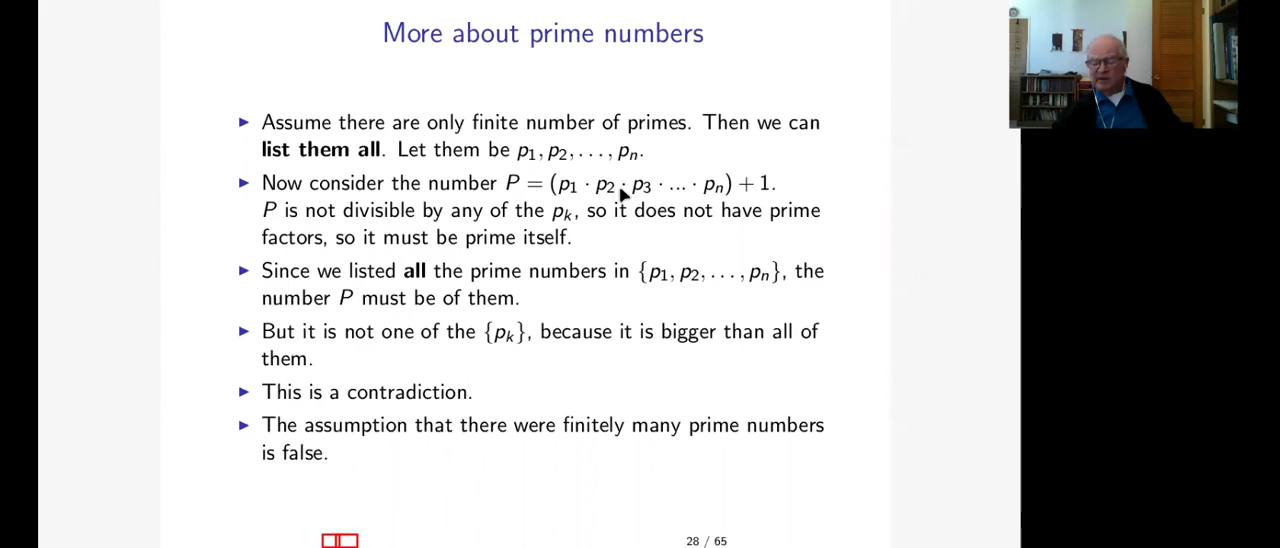 More about prime numbers
▶ Assume there are only finite number of primes. Then we can
list them all. Let them be p₁, p₂, . . . , pₙ.
▶ Now consider the number P = (p₁ · p₂ · p₃ · ... · pₙ) + 1.
P is not divisible by any of the pₖ, so it does not have prime
factors, so it must be prime itself.
▶ Since we listed all the prime numbers in {p₁, p₂, . . . , pₙ}, the
number P must be of them.
▶ But it is not one of the {pₖ}, because it is bigger than all of
them.
▶ This is a contradiction.
▶ The assumption that there were finitely many prime numbers
is false.
28 / 65